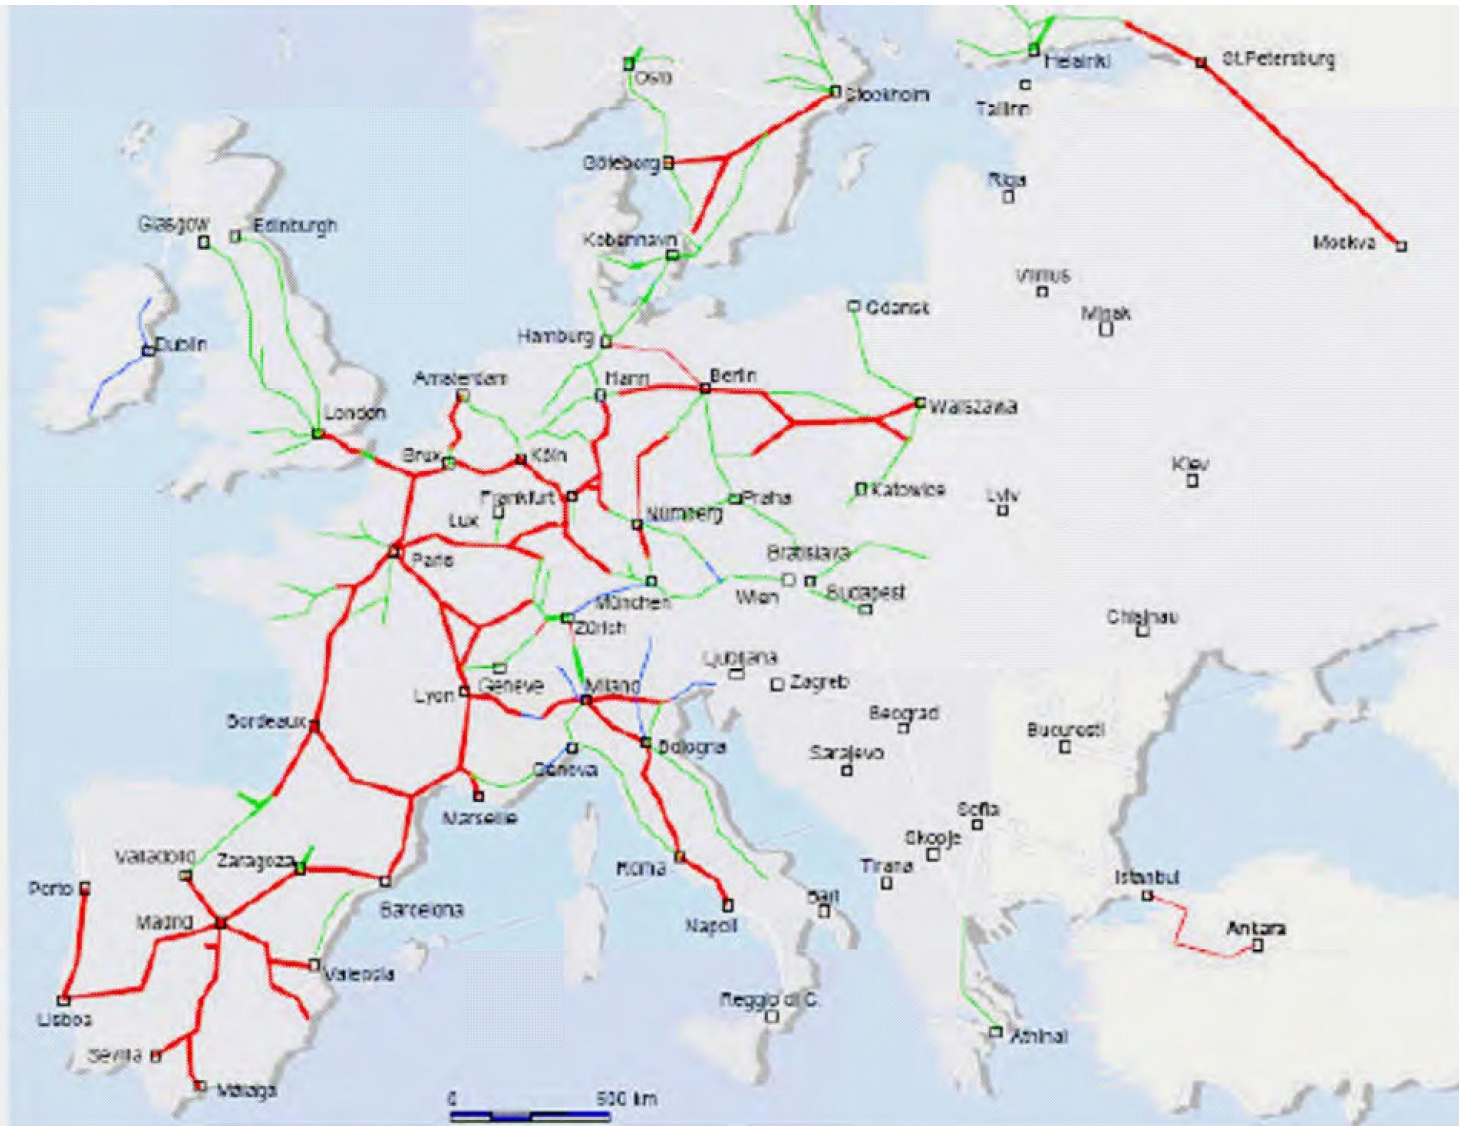 Oslo
Helsinki
St.Petersburg
Stockholm
Tallinn
Göteborg
Riga
Glasgow
Edinburgh
Kobenhavn
Moskva
Vilnius
Gdansk
Minsk
Hamburg
Dublin
Amsterdam
Hann
Berlin
London
Warszawa
Brux
Köln
Kiev
Frankfurt
Praha
Katowice
Lviv
Lux
Nürnberg
Paris
Bratislava
Wien
Budapest
München
Zürich
Chisinau
Ljubljana
Lyon
Geneve
Milano
Zagreb
Bordeaux
Beograd
Bucuresti
Bologna
Sarajevo
Genova
Marseille
Sofia
Skopje
Valladolid
Zaragoza
Roma
Tirana
Istanbul
Porto
Bari
Barcelona
Madrid
Napoli
Ankara
Valencia
Reggio di C.
Lisboa
Athinai
Sevilla
Malaga
0 500 km